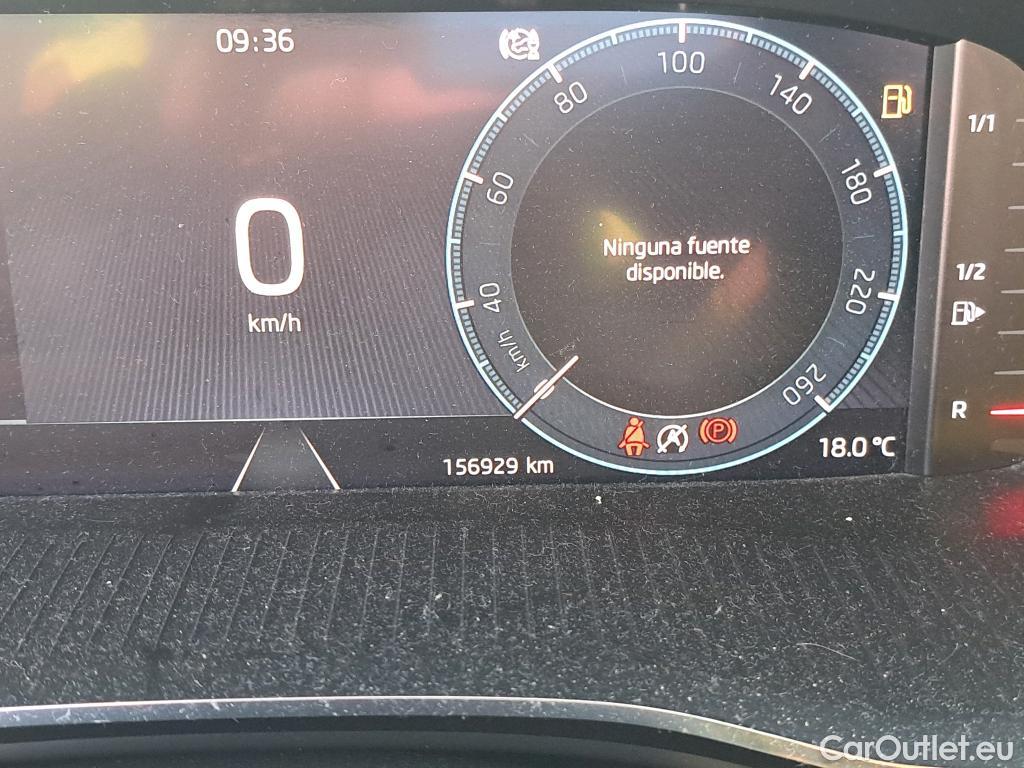 09:36
100
80
140
1/1
60
180
0
Ninguna fuente
disponible.
1/2
40
220
km/h
km/h
260
R
P
156929 km
18.0 °C
CarOutlet.eu